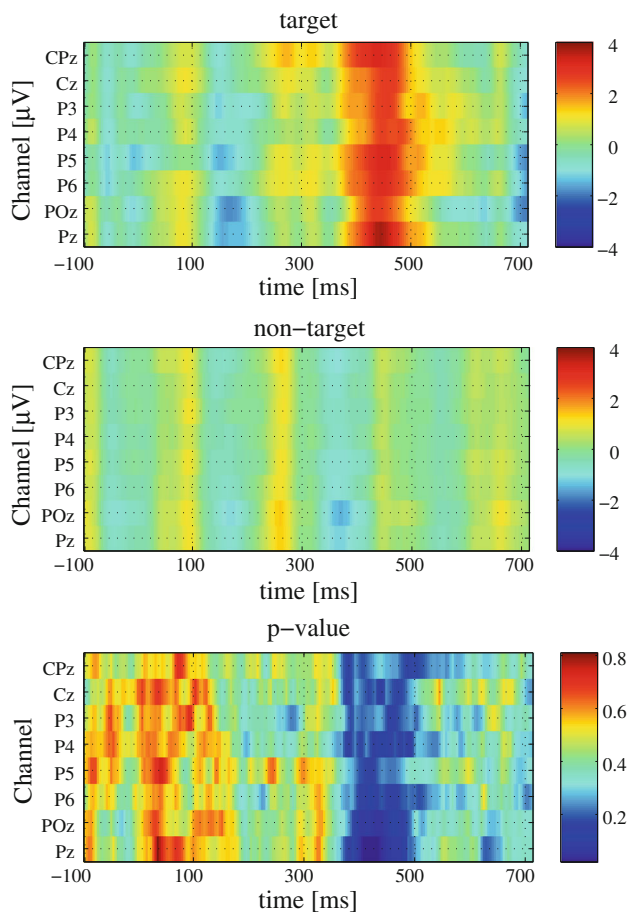 target
Channel [µV]
CPz
Cz
P3
P4
P5
P6
POz
Pz
−100 100 300 500 700
time [ms]
4
2
0
−2
−4
non−target
Channel [µV]
CPz
Cz
P3
P4
P5
P6
POz
Pz
−100 100 300 500 700
time [ms]
4
2
0
−2
−4
p−value
Channel
CPz
Cz
P3
P4
P5
P6
POz
Pz
−100 100 300 500 700
time [ms]
0.8
0.6
0.4
0.2